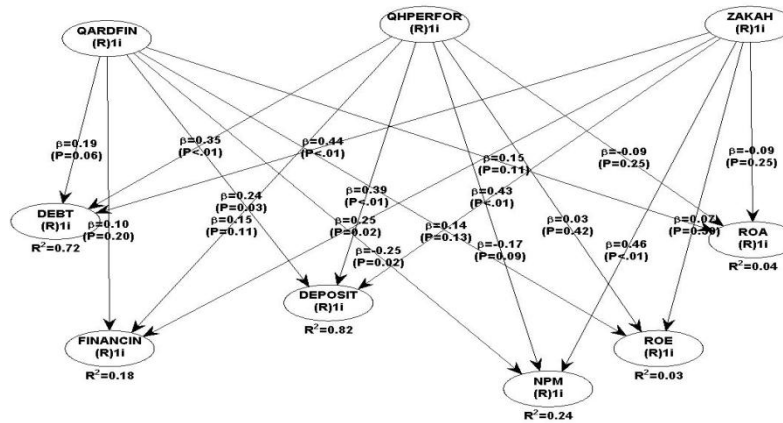 QARDFIN
(R)1i
QHPERFOR
(R)1i
ZAKAH
(R)1i
β=0.19
(P=0.06)
β=0.35
(P<.01)
β=0.44
(P<.01)
β=0.15
(P=0.11)
β=-0.09
(P=0.25)
β=-0.09
(P=0.25)
β=0.24
(P=0.03)
β=0.39
(P<.01)
β=0.43
(P<.01)
DEBT
(R)1i
R²=0.72
β=0.10
(P=0.20)
β=0.15
(P=0.11)
β=0.25
(P=0.02)
β=0.14
(P=0.13)
β=0.03
(P=0.42)
β=0.07
ROA
(R)1i
R²=0.04
β=-0.25
(P=0.02)
β=-0.17
(P=0.09)
β=0.46
(P<.01)
DEPOSIT
(R)1i
R²=0.82
FINANCIN
(R)1i
R²=0.18
ROE
(R)1i
R²=0.03
NPM
(R)1i
R²=0.24